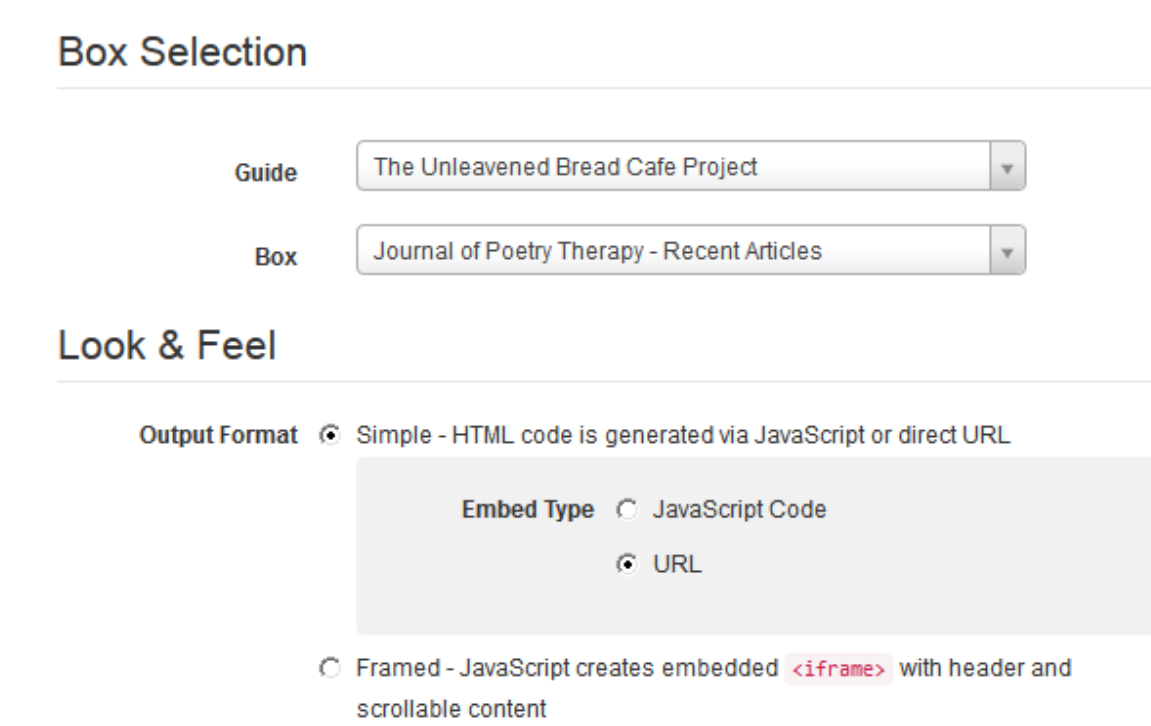 Box Selection
Guide The Unleavened Bread Cafe Project
Box Journal of Poetry Therapy - Recent Articles
Look & Feel
Output Format Simple - HTML code is generated via JavaScript or direct URL
Embed Type JavaScript Code
URL
Framed - JavaScript creates embedded <iframe> with header and
scrollable content